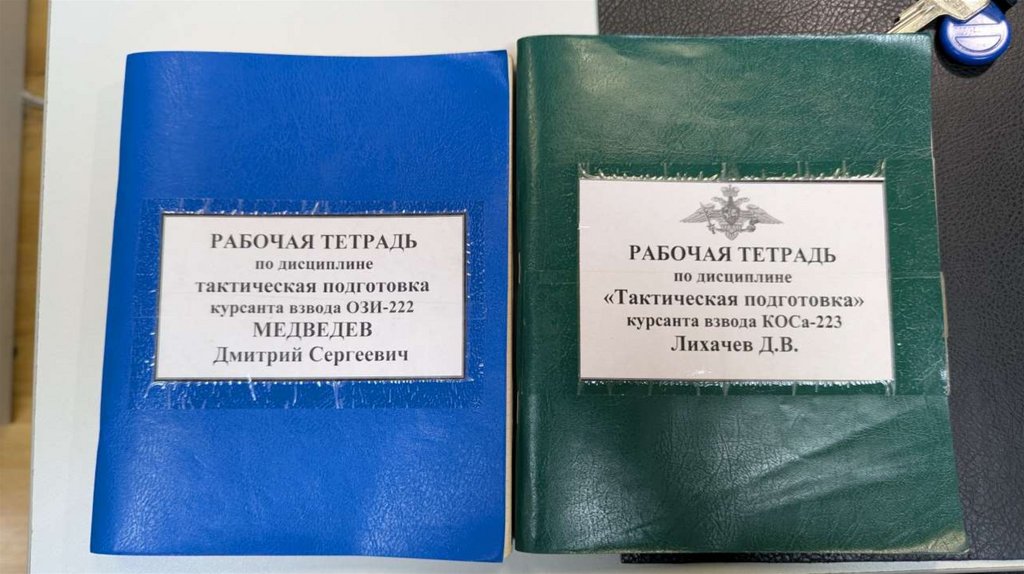 РАБОЧАЯ ТЕТРАДЬ
по дисциплине
тактическая подготовка
курсанта взвода ОЗИ-222
МЕДВЕДЕВ
Дмитрий Сергеевич
РАБОЧАЯ ТЕТРАДЬ
по дисциплине
«Тактическая подготовка»
курсанта взвода КОСа-223
Лихачев Д.В.